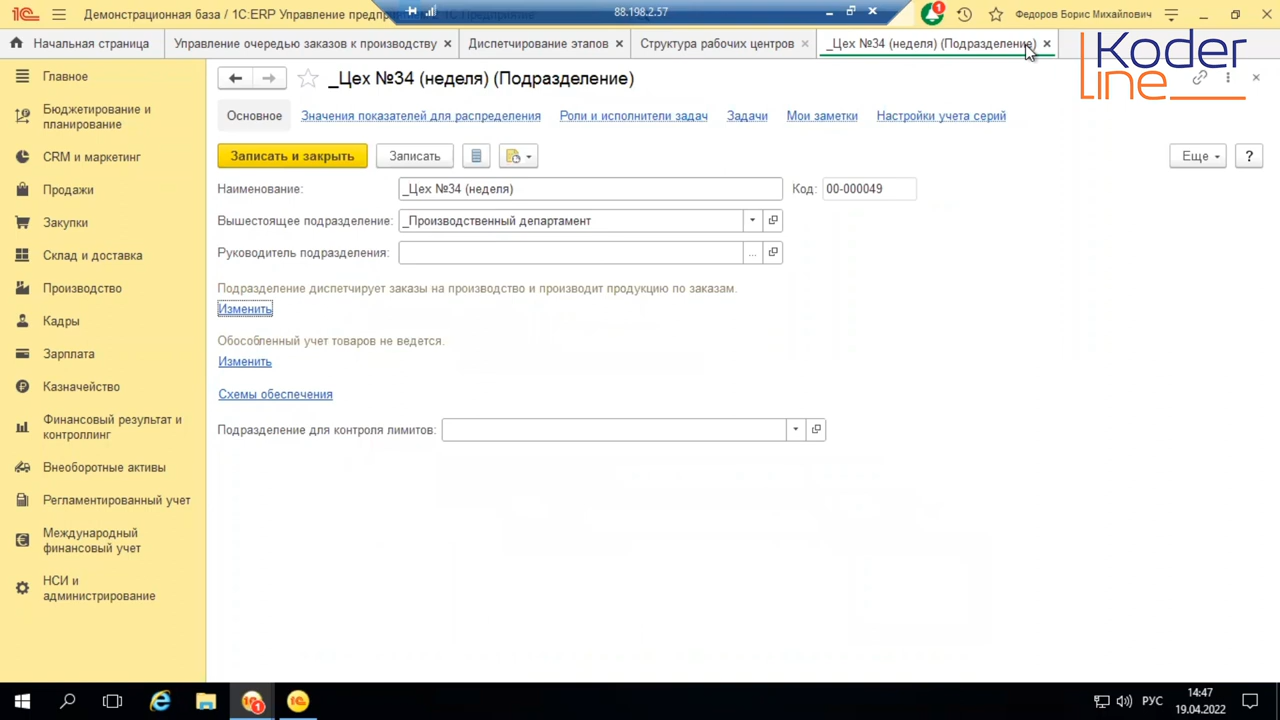 Демонстрационная база / 1С:ERP Управление предпри
88.198.2.57
1
Федоров Борис Михайлович
Начальная страница
Управление очередью заказов к производству
Диспетчирование этапов
Структура рабочих центров
_Цех №34 (неделя) (Подразделение)
Koder
line
Главное
Бюджетирование и
планирование
CRM и маркетинг
Продажи
Закупки
Склад и доставка
Производство
Кадры
Зарплата
Казначейство
Финансовый результат и
контроллинг
Внеоборотные активы
Регламентированный учет
Международный
финансовый учет
НСИ и
администрирование
_Цех №34 (неделя) (Подразделение)
Основное
Значения показателей для распределения
Роли и исполнители задач
Задачи
Мои заметки
Настройки учета серий
Записать и закрыть
Записать
Еще
?
Наименование: _Цех №34 (неделя) Код: 00-000049
Вышестоящее подразделение: _Производственный департамент
Руководитель подразделения:
Подразделение диспетчирует заказы на производство и производит продукцию по заказам.
Изменить
Обособленный учет товаров не ведется.
Изменить
Схемы обеспечения
Подразделение для контроля лимитов:
1
РУС
14:47
19.04.2022